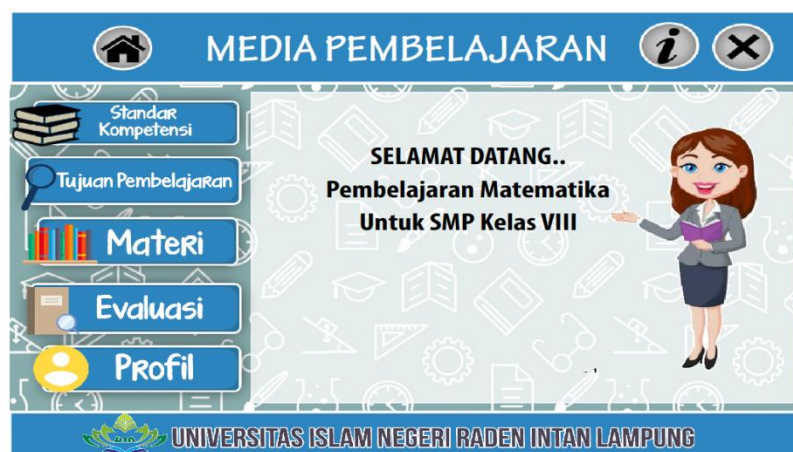 MEDIA PEMBELAJARAN
Standar
Kompetensi
Tujuan Pembelajaran
Materi
Evaluasi
Profil
SELAMAT DATANG..
Pembelajaran Matematika
Untuk SMP Kelas VIII
UNIVERSITAS ISLAM NEGERI RADEN INTAN LAMPUNG